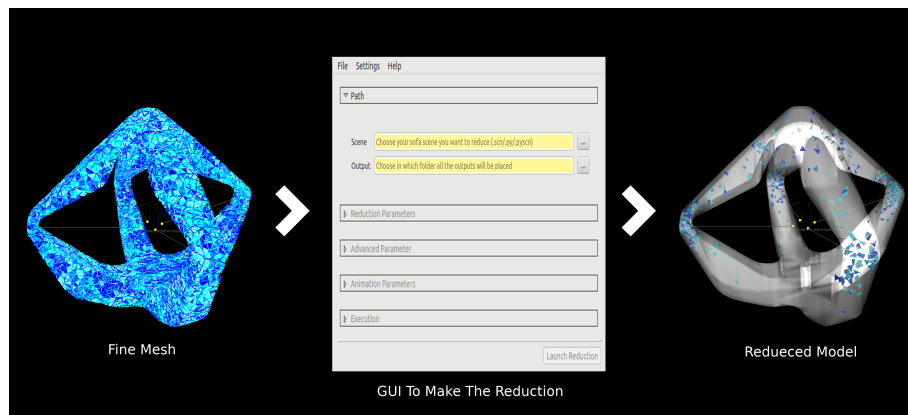 File Settings Help
Path
Scene Choose your sofa scene you want to reduce (.scn/.py/.pyscn) ...
Output Choose in which folder all the outputs will be placed ...
Reduction Parameters
Advanced Parameter
Animation Parameters
Execution
Launch Reduction
Fine Mesh
Redueced Model
GUI To Make The Reduction